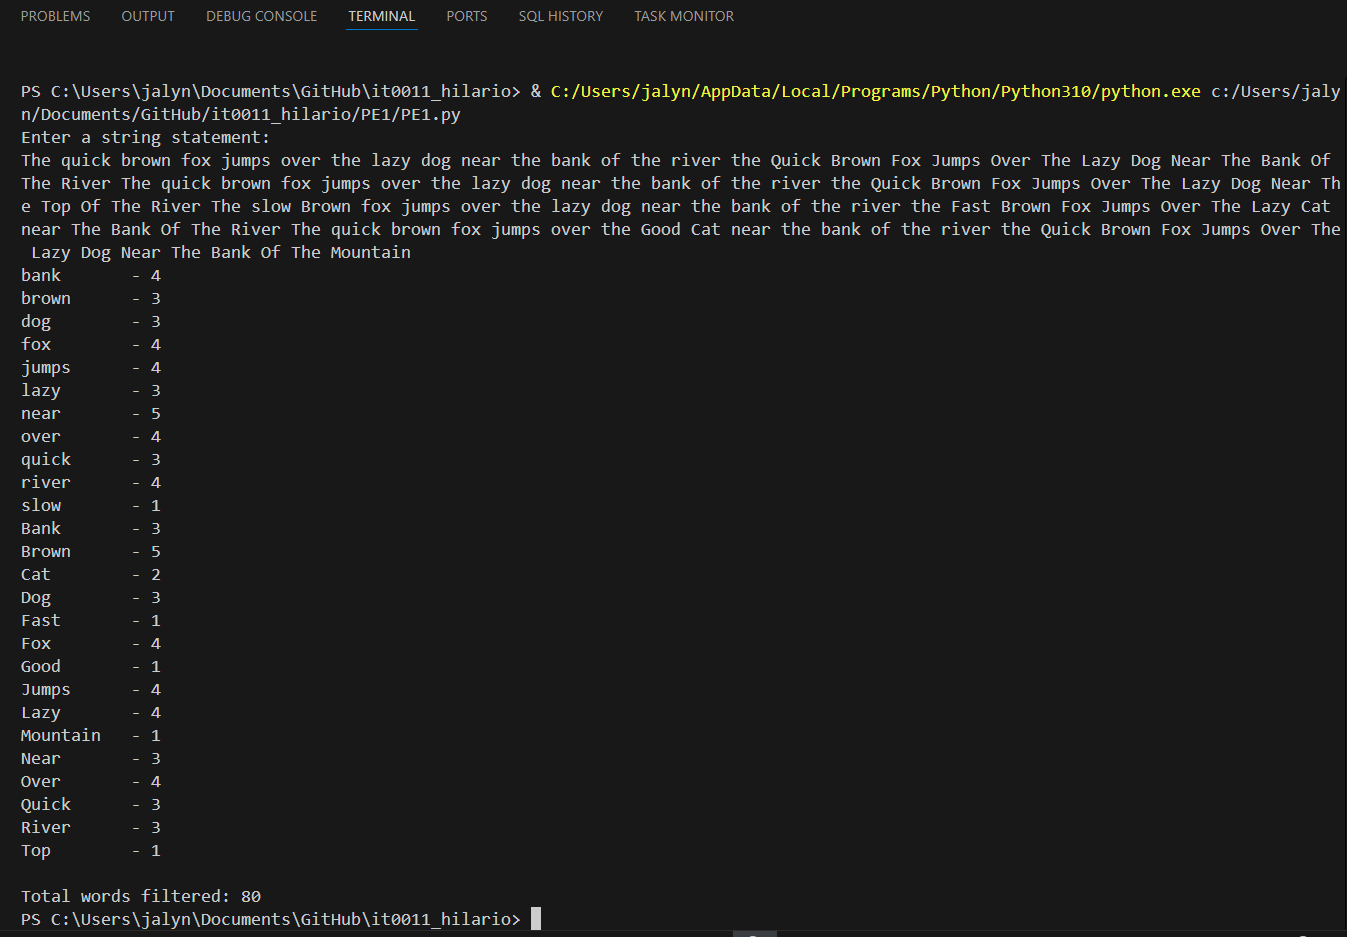 PROBLEMS OUTPUT DEBUG CONSOLE TERMINAL PORTS SQL HISTORY TASK MONITOR
PS C:\Users\jalyn\Documents\GitHub\it0011_hilario> & C:/Users/jalyn/AppData/Local/Programs/Python/Python310/python.exe c:/Users/jaly
n/Documents/GitHub/it0011_hilario/PE1/PE1.py
Enter a string statement:
The quick brown fox jumps over the lazy dog near the bank of the river the Quick Brown Fox Jumps Over The Lazy Dog Near The Bank Of
The River The quick brown fox jumps over the lazy dog near the bank of the river the Quick Brown Fox Jumps Over The Lazy Dog Near Th
e Top Of The River The slow Brown fox jumps over the lazy dog near the bank of the river the Fast Brown Fox Jumps Over The Lazy Cat
near The Bank Of The River The quick brown fox jumps over the Good Cat near the bank of the river the Quick Brown Fox Jumps Over The
 Lazy Dog Near The Bank Of The Mountain
bank - 4
brown - 3
dog - 3
fox - 4
jumps - 4
lazy - 3
near - 5
over - 4
quick - 3
river - 4
slow - 1
Bank - 3
Brown - 5
Cat - 2
Dog - 3
Fast - 1
Fox - 4
Good - 1
Jumps - 4
Lazy - 4
Mountain - 1
Near - 3
Over - 4
Quick - 3
River - 3
Top - 1
Total words filtered: 80
PS C:\Users\jalyn\Documents\GitHub\it0011_hilario>